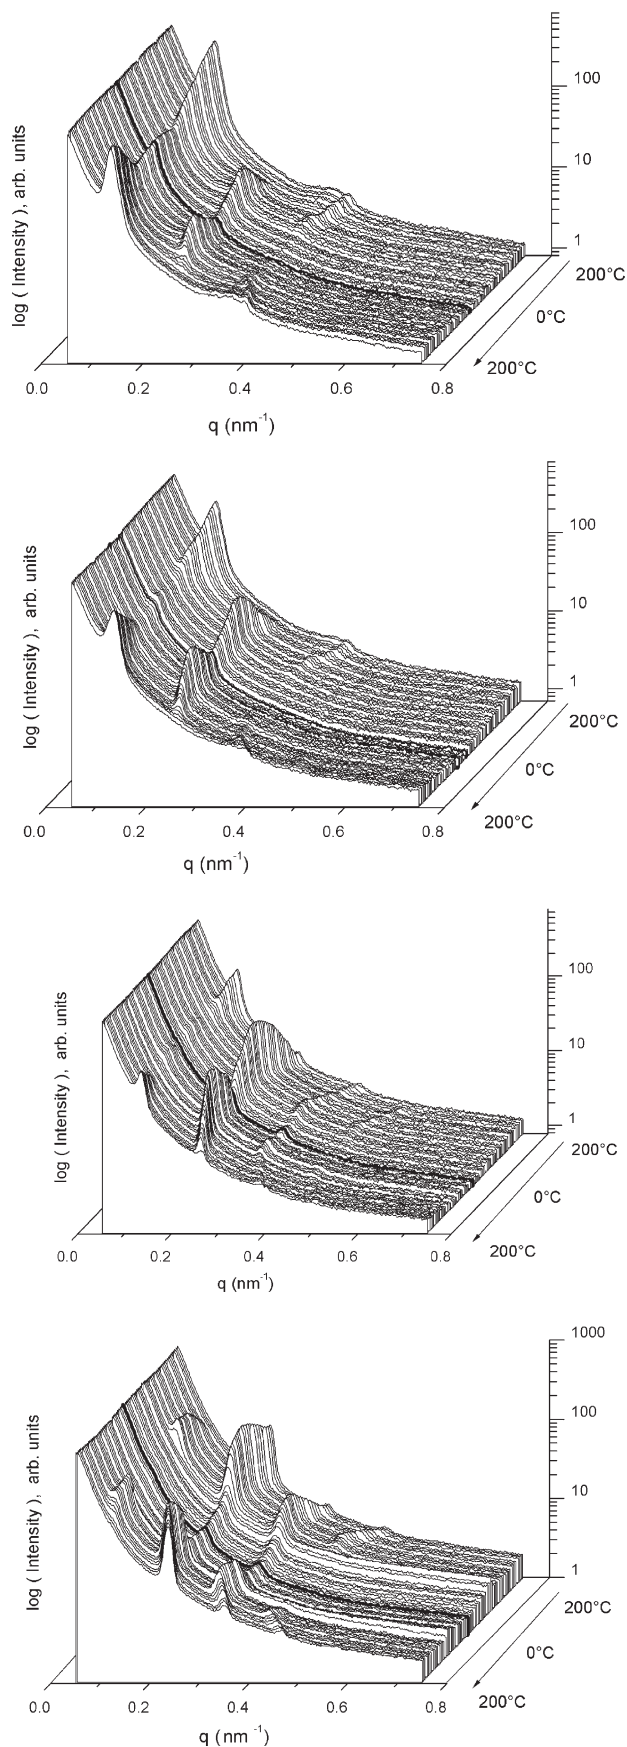 100
10
1
log ( Intensity ), arb. units
200°C
0°C
200°C
0.0 0.2 0.4 0.6 0.8
q (nm-1)
100
10
1
log ( Intensity ), arb. units
200°C
0°C
200°C
0.0 0.2 0.4 0.6 0.8
q (nm-1)
100
10
1
log ( Intensity ), arb. units
200°C
0°C
200°C
0.0 0.2 0.4 0.6 0.8
q (nm-1)
1000
100
10
1
log ( Intensity ), arb. units
200°C
0°C
200°C
0.0 0.2 0.4 0.6 0.8
q (nm -1)